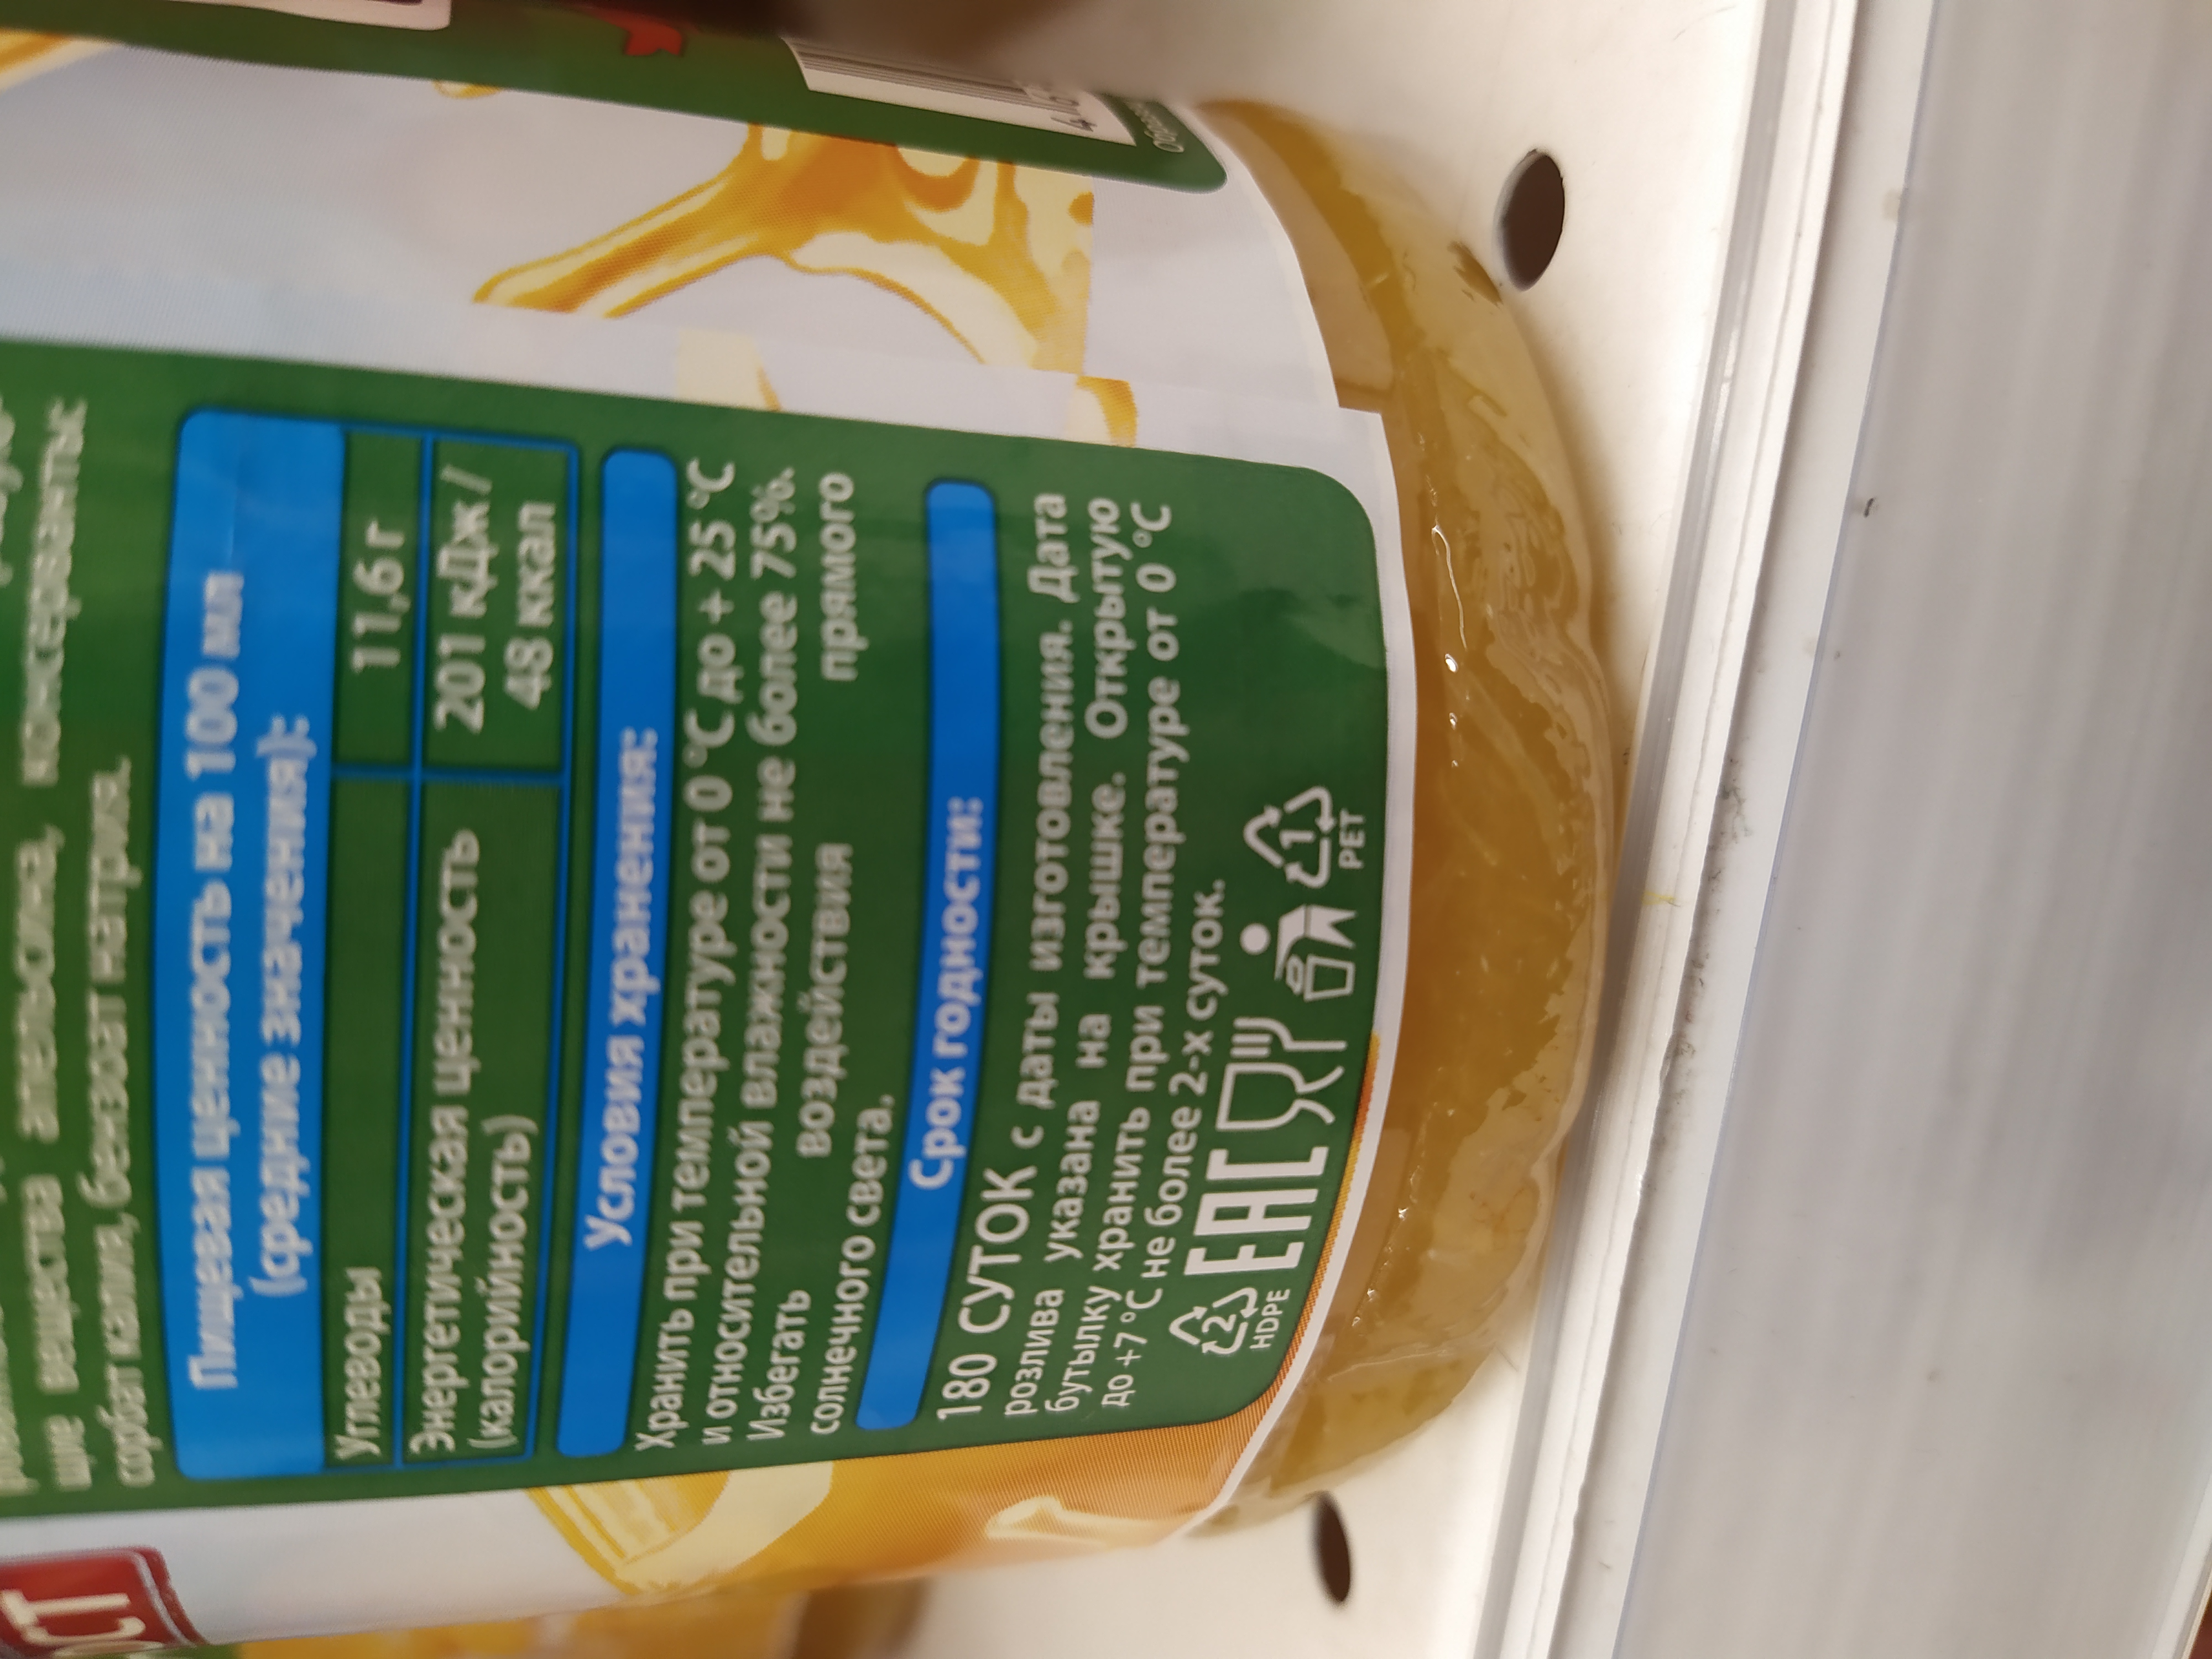 щие вещества апельсина, консерванты:
сорбат калия, бензоат натрия.
Пищевая ценность на 100 мл
(средние значения):
Углеводы 11,6 г
Энергетическая ценность 201 кДж /
(калорийность) 48 ккал
Условия хранения:
Хранить при температуре от 0 °С до + 25 °С
и относительной влажности не более 75%.
Избегать воздействия прямого
солнечного света.
Срок годности:
180 СУТОК с даты изготовления. Дата
розлива указана на крышке. Открытую
бутылку хранить при температуре от 0 °С
до +7 °С не более 2-х суток.
2 EAC 1
HDPE PET